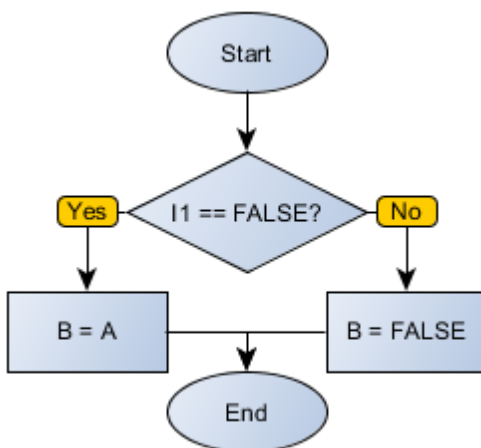 Start
I1 == FALSE?
Yes
No
B = A
B = FALSE
End